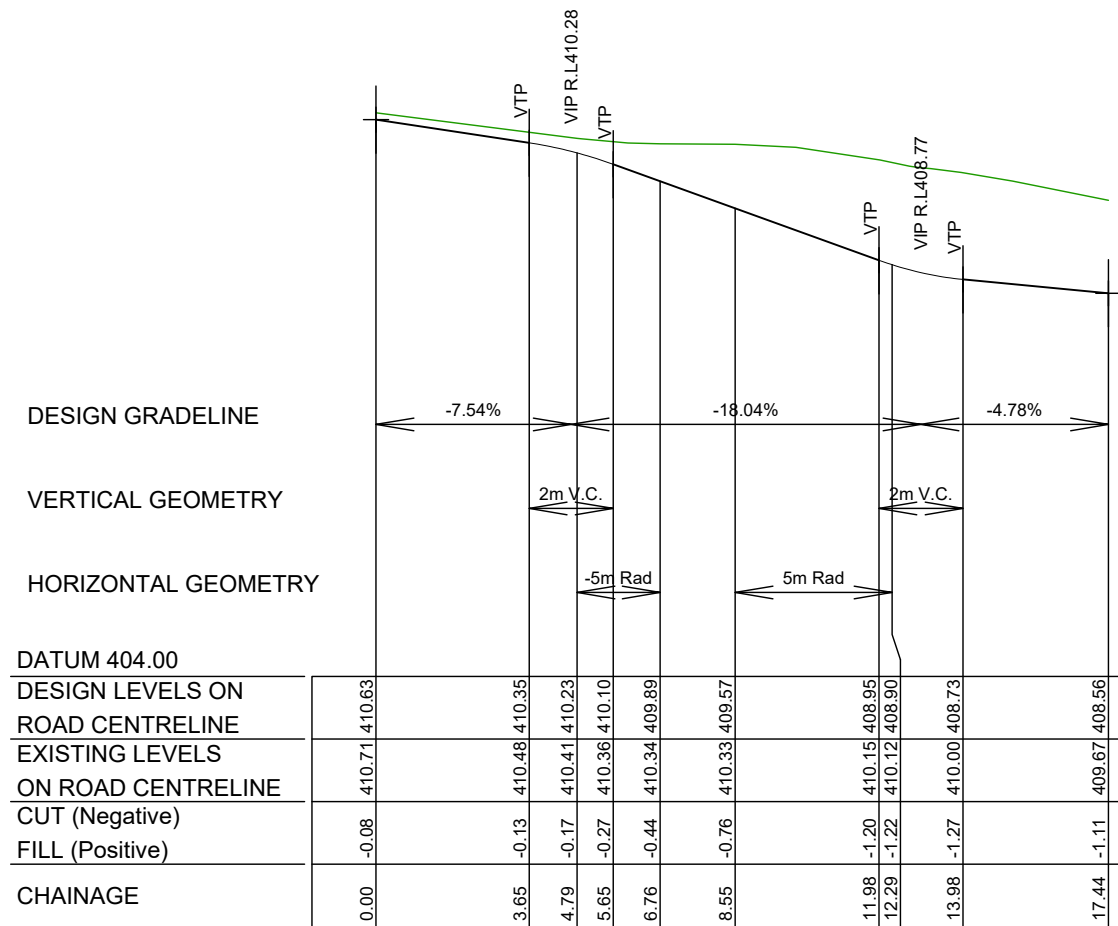 VIP R.L410.28
VTP
VTP
VIP R.L408.77
VTP
VTP
DESIGN GRADELINE
-7.54%
-18.04%
-4.78%
VERTICAL GEOMETRY
2m V.C.
2m V.C.
HORIZONTAL GEOMETRY
-5m Rad
5m Rad
DATUM 404.00
DESIGN LEVELS ON
ROAD CENTRELINE
410.63 410.35 410.23 410.10 409.89 409.57 408.95 408.90 408.73 408.56
EXISTING LEVELS
ON ROAD CENTRELINE
410.71 410.48 410.41 410.36 410.34 410.33 410.15 410.12 410.00 409.67
CUT (Negative)
FILL (Positive)
-0.08 -0.13 -0.17 -0.27 -0.44 -0.76 -1.20 -1.22 -1.27 -1.11
CHAINAGE
0.00 3.65 4.79 5.65 6.76 8.55 11.98 12.29 13.98 17.44